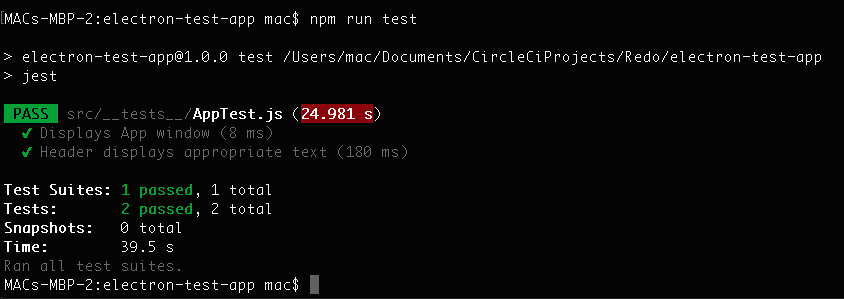 MACs-MBP-2:electron-test-app mac$ npm run test
> electron-test-app@1.0.0 test /Users/mac/Documents/CircleCiProjects/Redo/electron-test-app
> jest
PASS src/__tests__/AppTest.js (24.981 s)
✔ Displays App window (8 ms)
✔ Header displays appropriate text (180 ms)
Test Suites: 1 passed, 1 total
Tests: 2 passed, 2 total
Snapshots: 0 total
Time: 39.5 s
Ran all test suites.
MACs-MBP-2:electron-test-app mac$